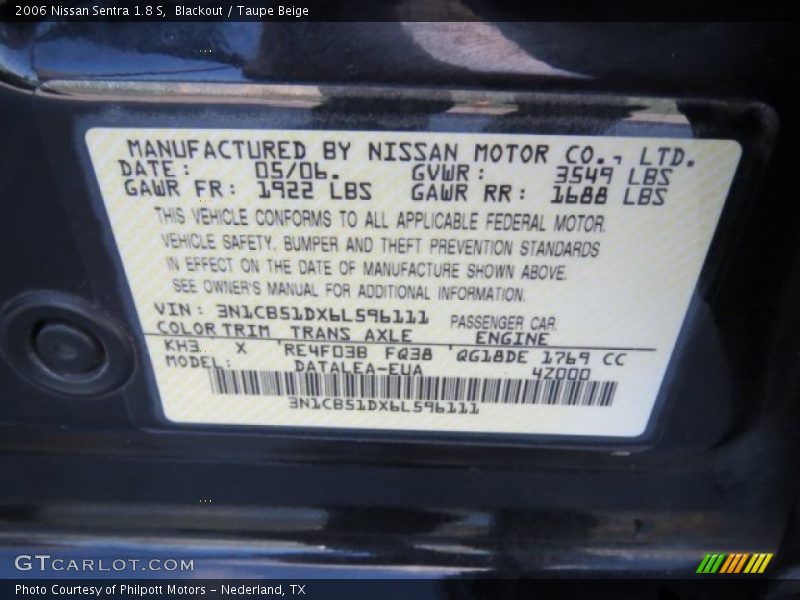 2006 Nissan Sentra 1.8 S,  Blackout / Taupe Beige
MANUFACTURED BY NISSAN MOTOR CO., LTD.
DATE: 05/06. GVWR: 3549 LBS
GAWR FR: 1922 LBS GAWR RR: 1688 LBS
THIS VEHICLE CONFORMS TO ALL APPLICABLE FEDERAL MOTOR
VEHICLE SAFETY, BUMPER AND THEFT PREVENTION STANDARDS
IN EFFECT ON THE DATE OF MANUFACTURE SHOWN ABOVE.
SEE OWNER'S MANUAL FOR ADDITIONAL INFORMATION.
VIN: 3N1CB51DX6L596111 PASSENGER CAR
COLOR TRIM TRANS AXLE ENGINE
KH3 X 'RE4F03B FQ38 'QG18DE 1769 CC
MODEL: DATALEA-EUA 4Z000
3N1CB51DX6L596111
GTCARLOT.COM
Photo Courtesy of Philpott Motors - Nederland, TX